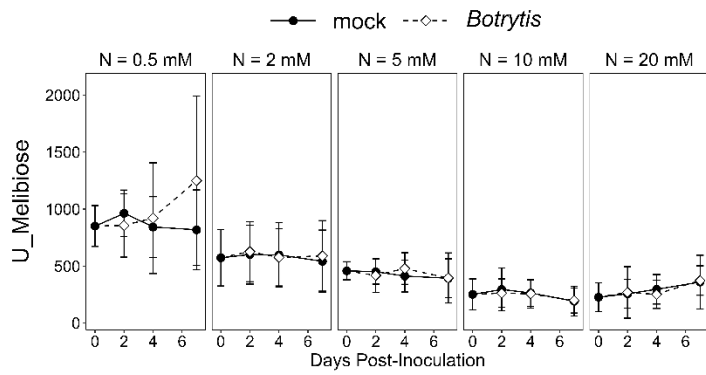 mock Botrytis
N = 0.5 mM N = 2 mM N = 5 mM N = 10 mM N = 20 mM
U_Melibiose
2000
1500
1000
500
0
0 2 4 6 0 2 4 6 0 2 4 6 0 2 4 6 0 2 4 6
Days Post-Inoculation